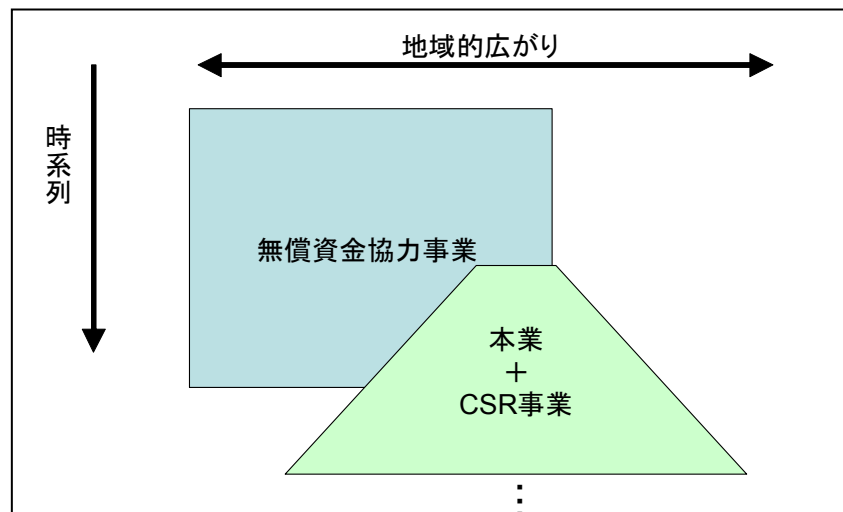 地域的広がり
時系列
無償資金協力事業
本業
＋
CSR事業
⋮